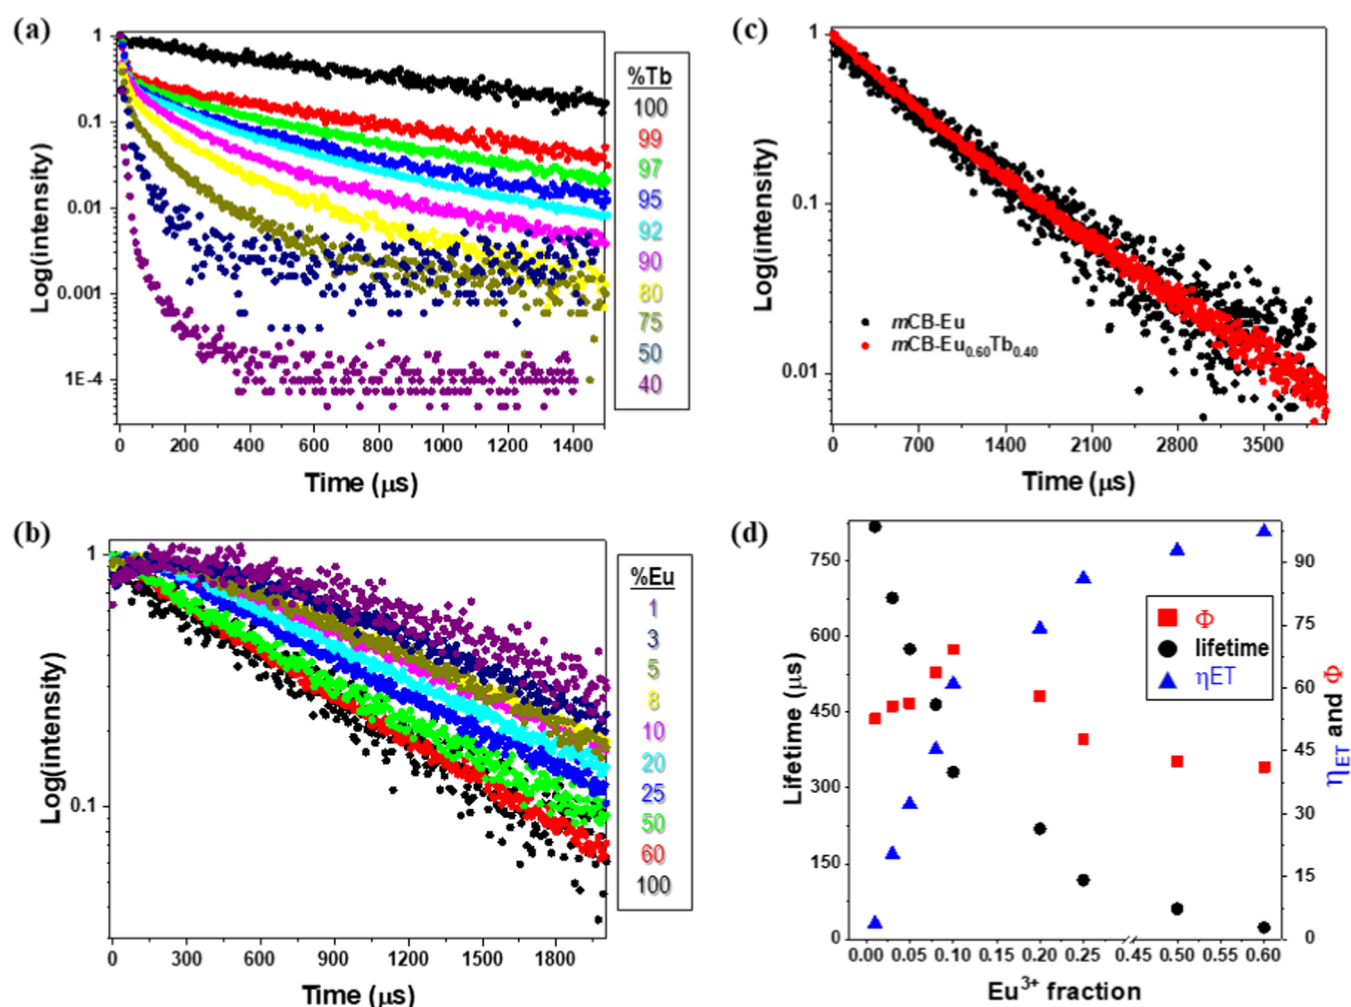 (a)
Log(intensity)
1
0.1
0.01
0.001
1E-4
0 200 400 600 800 1000 1200 1400
Time (μs)
%Tb
100
99
97
95
92
90
80
75
50
40
(c)
Log(intensity)
1
0.1
0.01
mCB-Eu
mCB-Eu0.60Tb0.40
0 700 1400 2100 2800 3500
Time (μs)
(b)
Log(intensity)
1
0.1
0 300 600 900 1200 1500 1800
Time (μs)
%Eu
1
3
5
8
10
20
25
50
60
100
(d)
Lifetime (μs)
750
600
450
300
150
0
Φ
lifetime
ηET
90
75
60
45
30
15
0
ηET and Φ
0.00 0.05 0.10 0.15 0.20 0.25 0.45 0.50 0.55 0.60
Eu3+ fraction